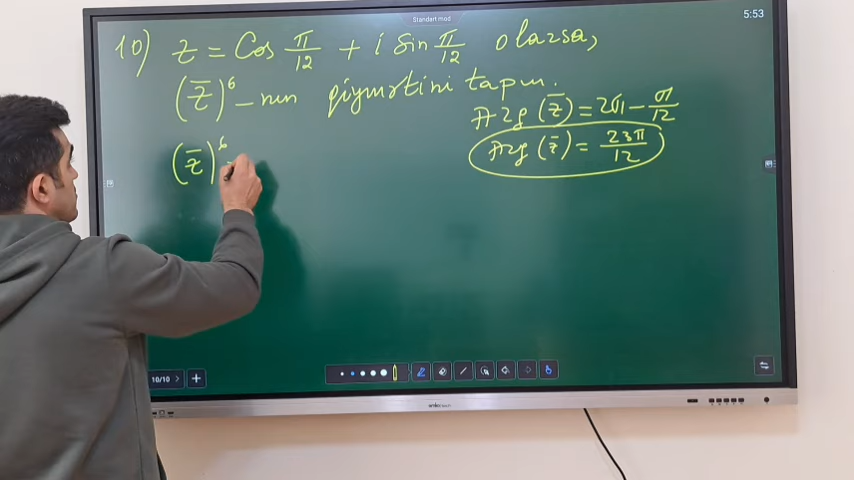 Standart mod
5:53
10) z = Cos π/12 + i Sin π/12 olarsa,
(z̅)⁶ - nın qiymətini tapın.
Arg (z̅) = 2π - π/12
Arg (z̅) = 23π/12
(z̅)⁶
10/10